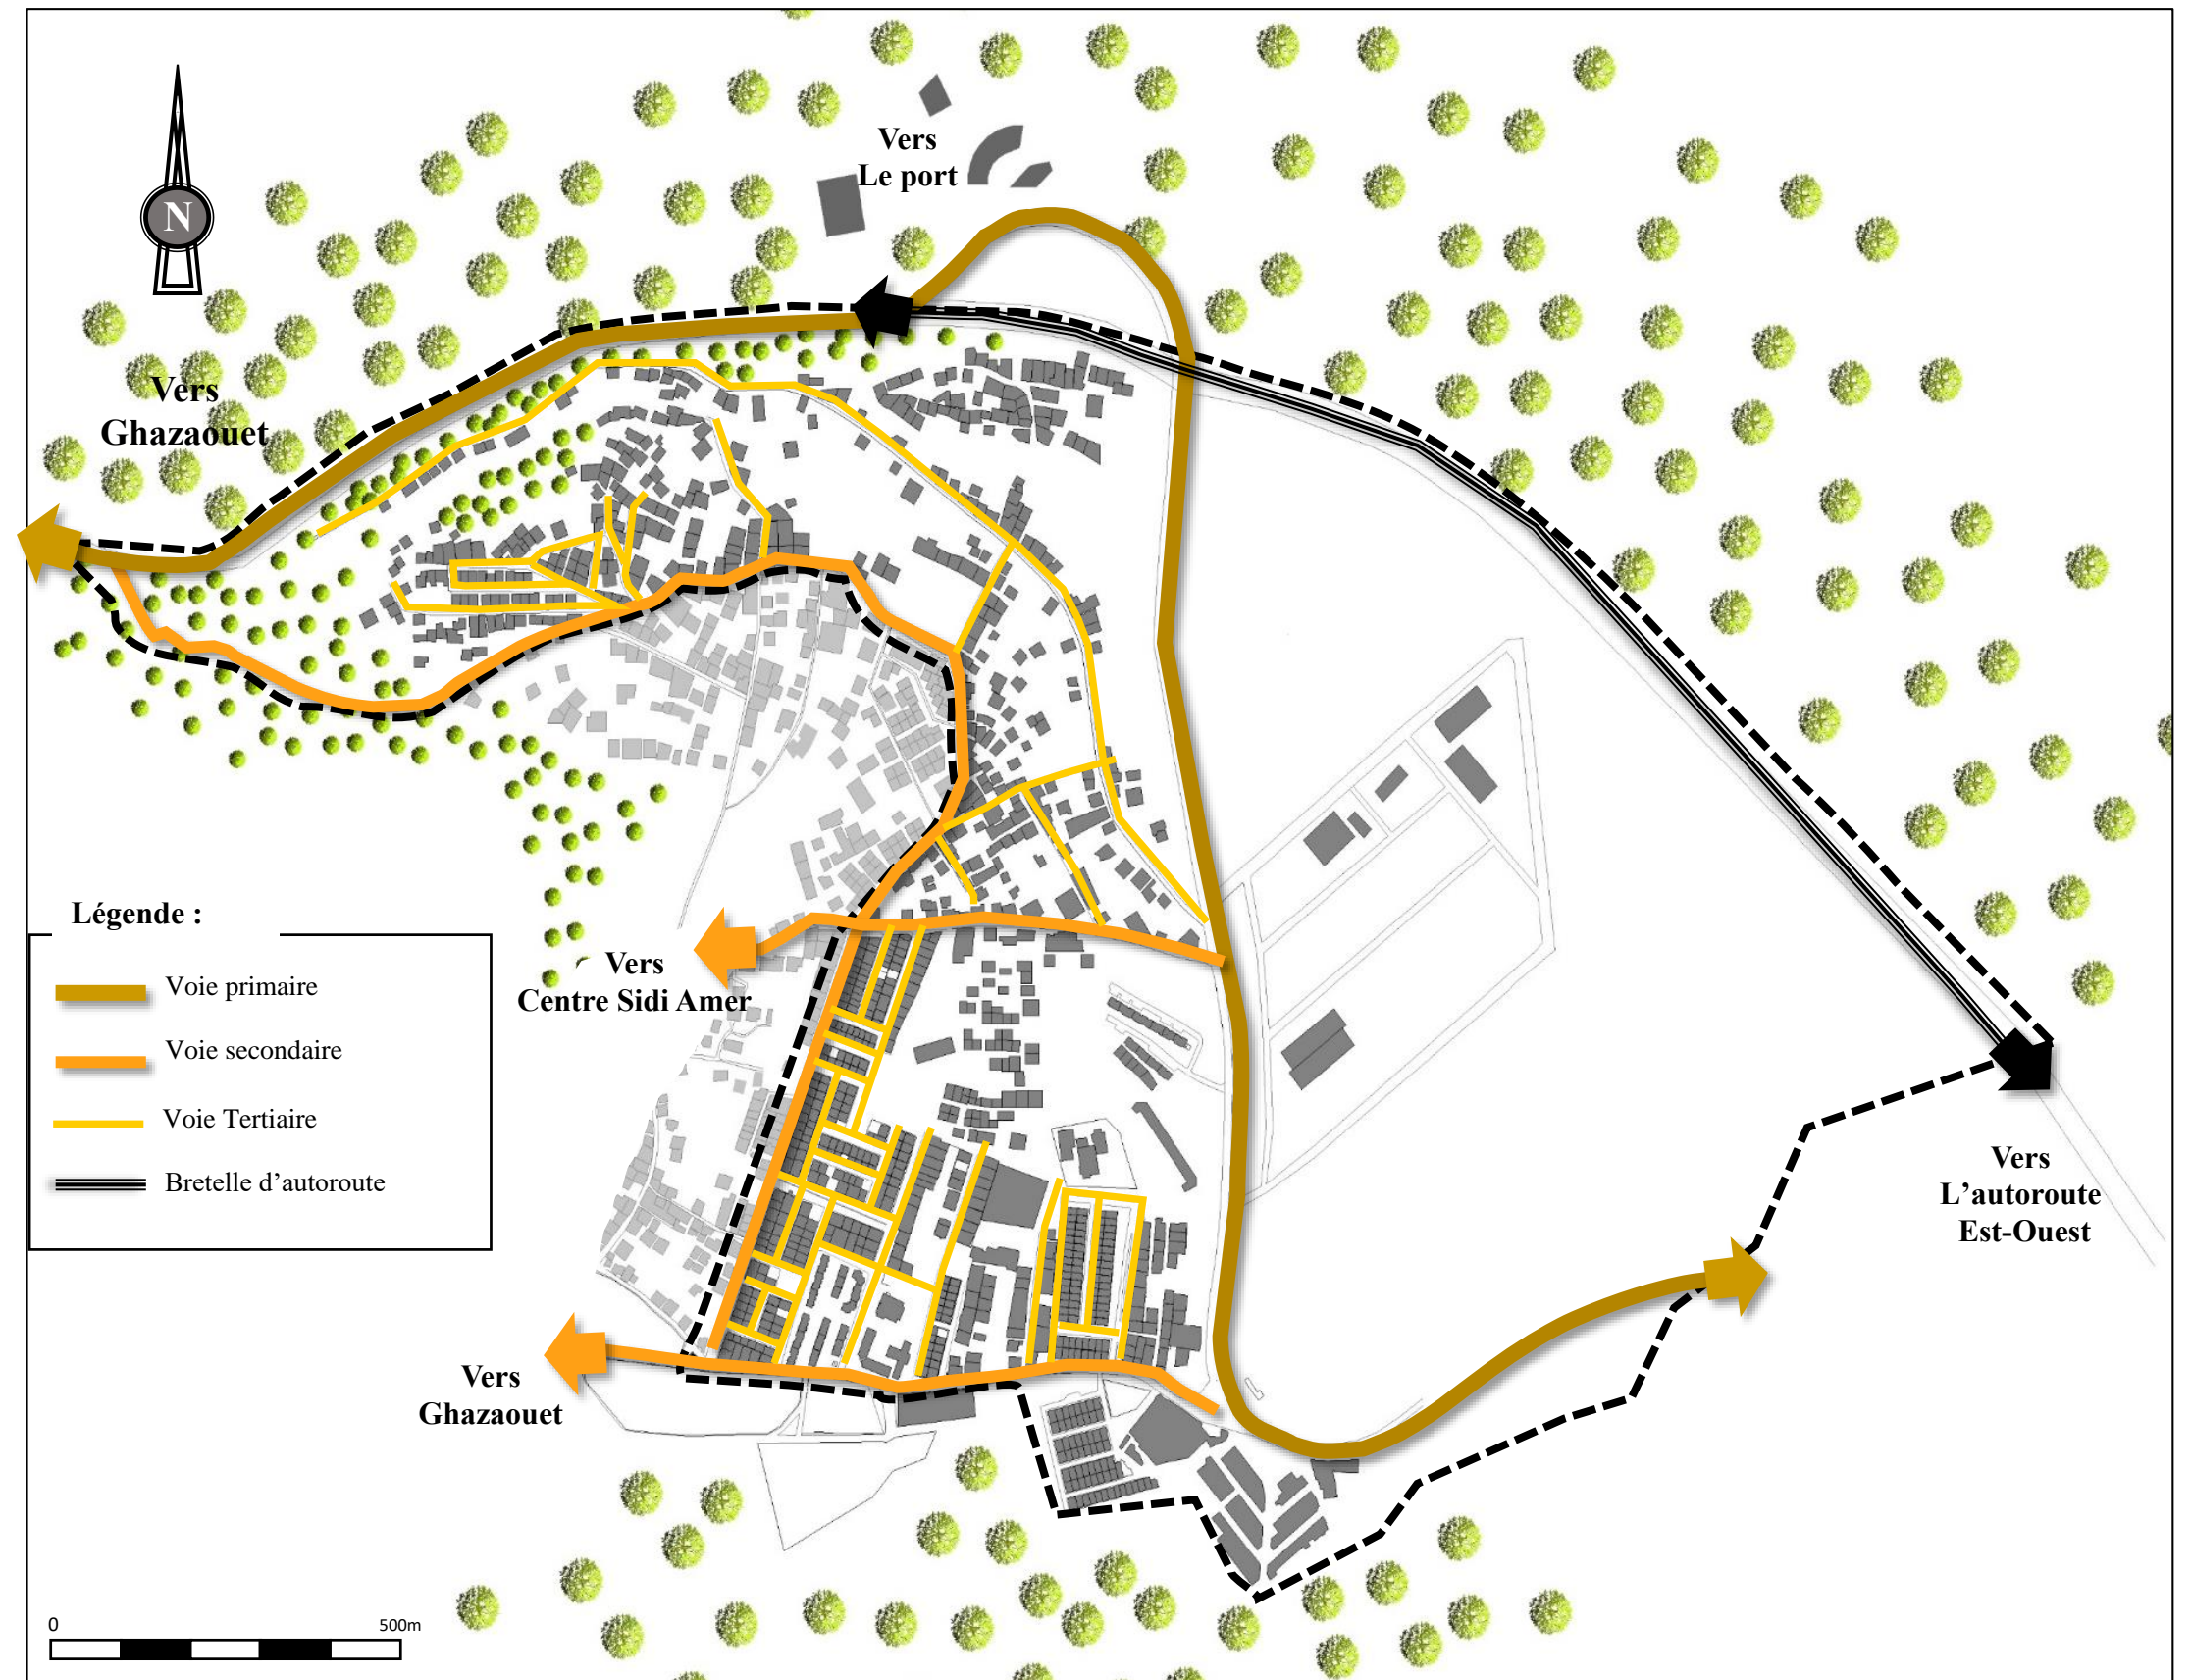 N
Vers
Le port
Vers
Ghazaouet
Légende :
Voie primaire
Voie secondaire
Voie Tertiaire
Bretelle d’autoroute
Vers
Centre Sidi Amer
Vers
L’autoroute
Est-Ouest
Vers
Ghazaouet
0 500m